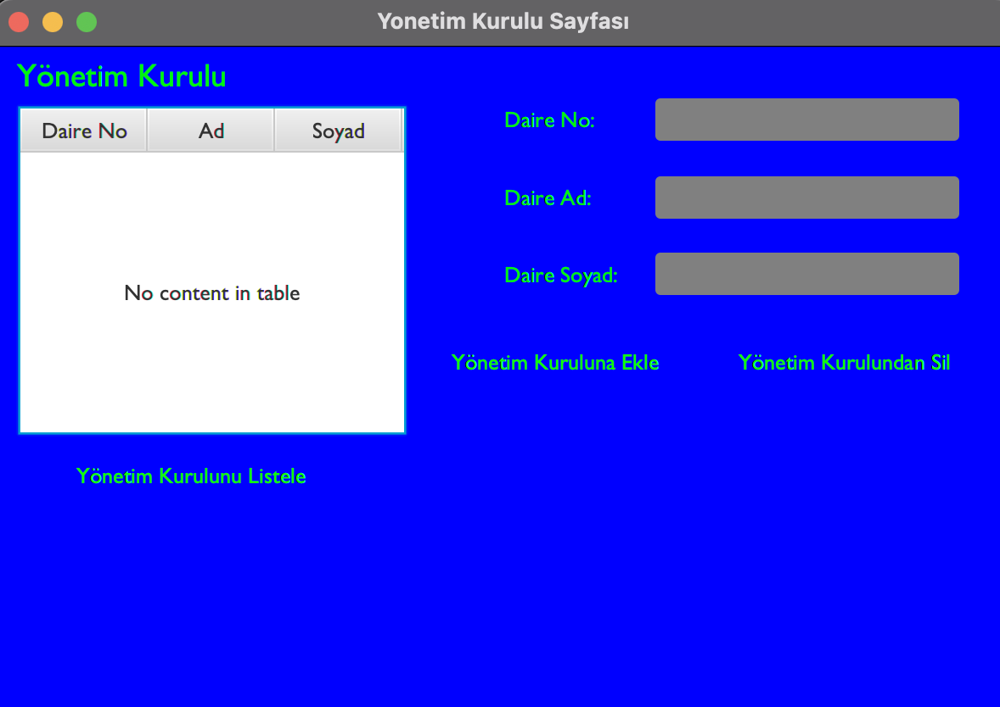 Yonetim Kurulu Sayfası
Yönetim Kurulu
Daire No Ad Soyad
No content in table
Yönetim Kurulunu Listele
Daire No:
Daire Ad:
Daire Soyad:
Yönetim Kuruluna Ekle Yönetim Kurulundan Sil